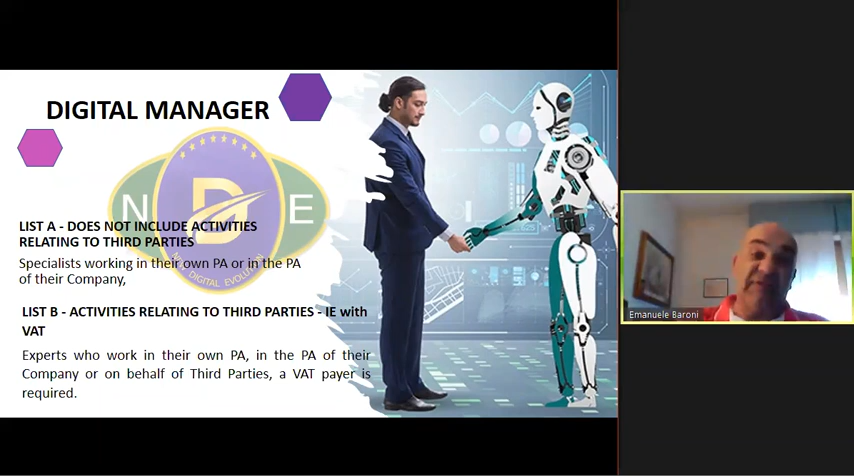 DIGITAL MANAGER
N D E
LIST A - DOES NOT INCLUDE ACTIVITIES
RELATING TO THIRD PARTIES
Specialists working in their own PA or in the PA
of their Company,
DIGITAL EVOLUTION
LIST B - ACTIVITIES RELATING TO THIRD PARTIES - IE with
VAT
Experts who work in their own PA, in the PA of their
Company or on behalf of Third Parties, a VAT payer is
required.
Emanuele Baroni